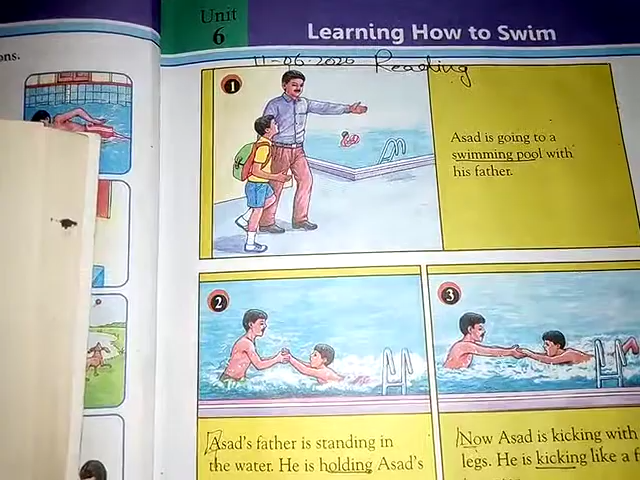 ons.
Unit
6
Learning How to Swim
11-06-2020 Reading
1
Asad is going to a
swimming pool with
his father.
2
3
Asad's father is standing in
the water. He is holding Asad's
Now Asad is kicking with
legs. He is kicking like a f